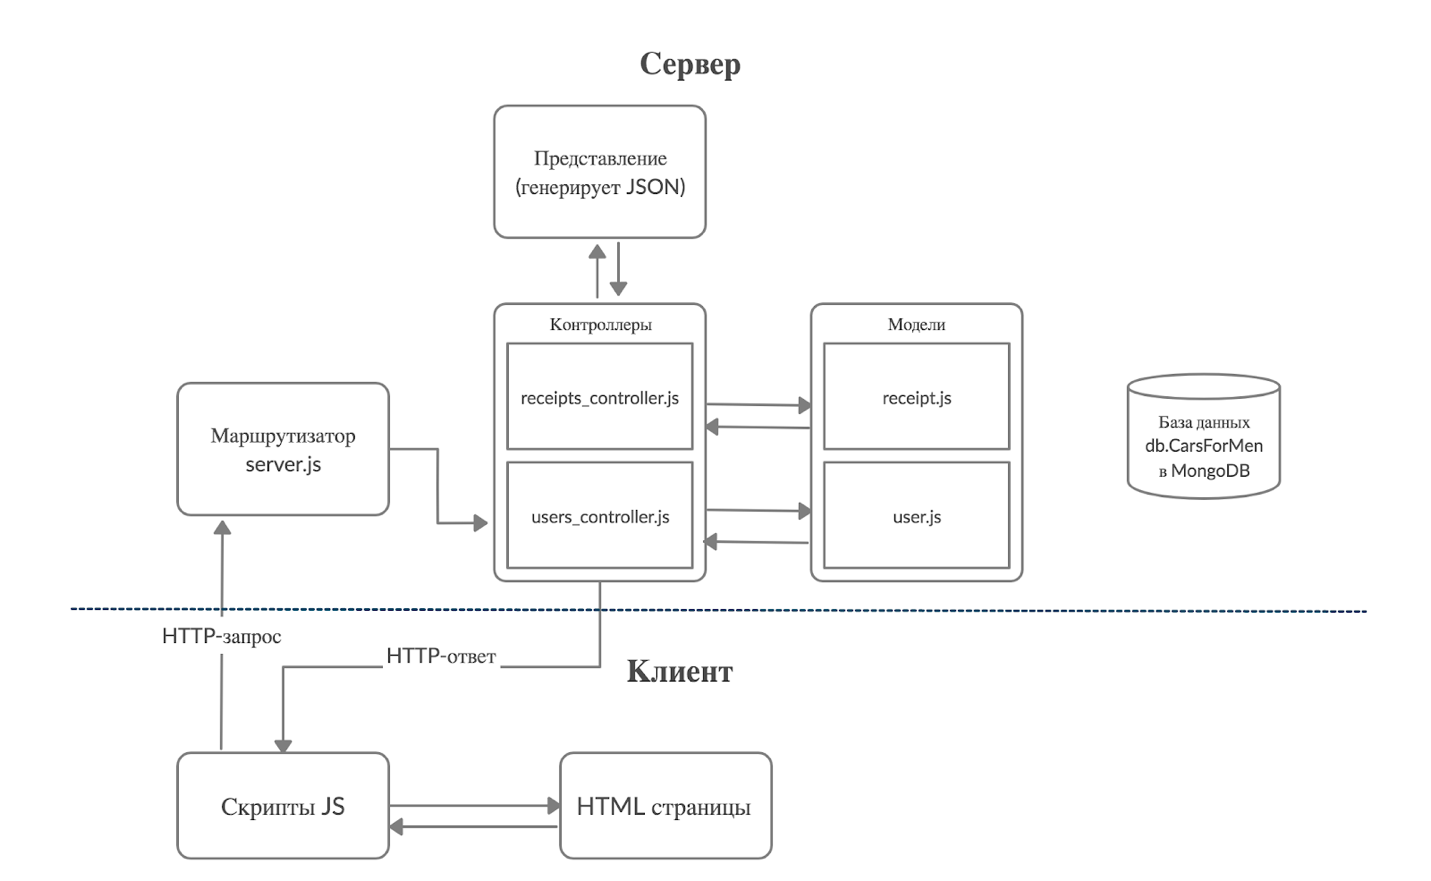 Сервер
Представление
(генерирует JSON)
Контроллеры
receipts_controller.js
users_controller.js
Модели
receipt.js
user.js
База данных
db.CarsForMen
в MongoDB
Маршрутизатор
server.js
HTTP-запрос
HTTP-ответ
Клиент
Скрипты JS
HTML страницы